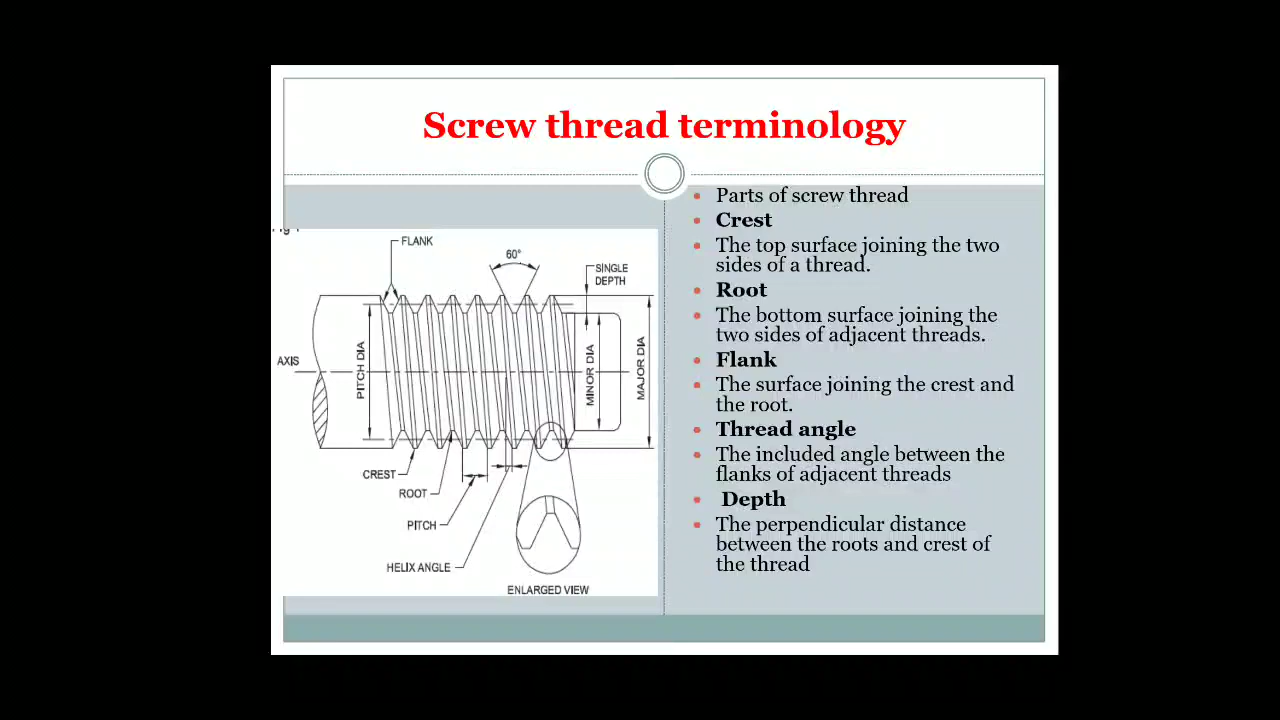 Screw thread terminology
FLANK
60°
SINGLE
DEPTH
AXIS
PITCH DIA
MINOR DIA
MAJOR DIA
CREST
ROOT
PITCH
HELIX ANGLE
ENLARGED VIEW
Parts of screw thread
Crest
The top surface joining the two
sides of a thread.
Root
The bottom surface joining the
two sides of adjacent threads.
Flank
The surface joining the crest and
the root.
Thread angle
The included angle between the
flanks of adjacent threads
Depth
The perpendicular distance
between the roots and crest of
the thread